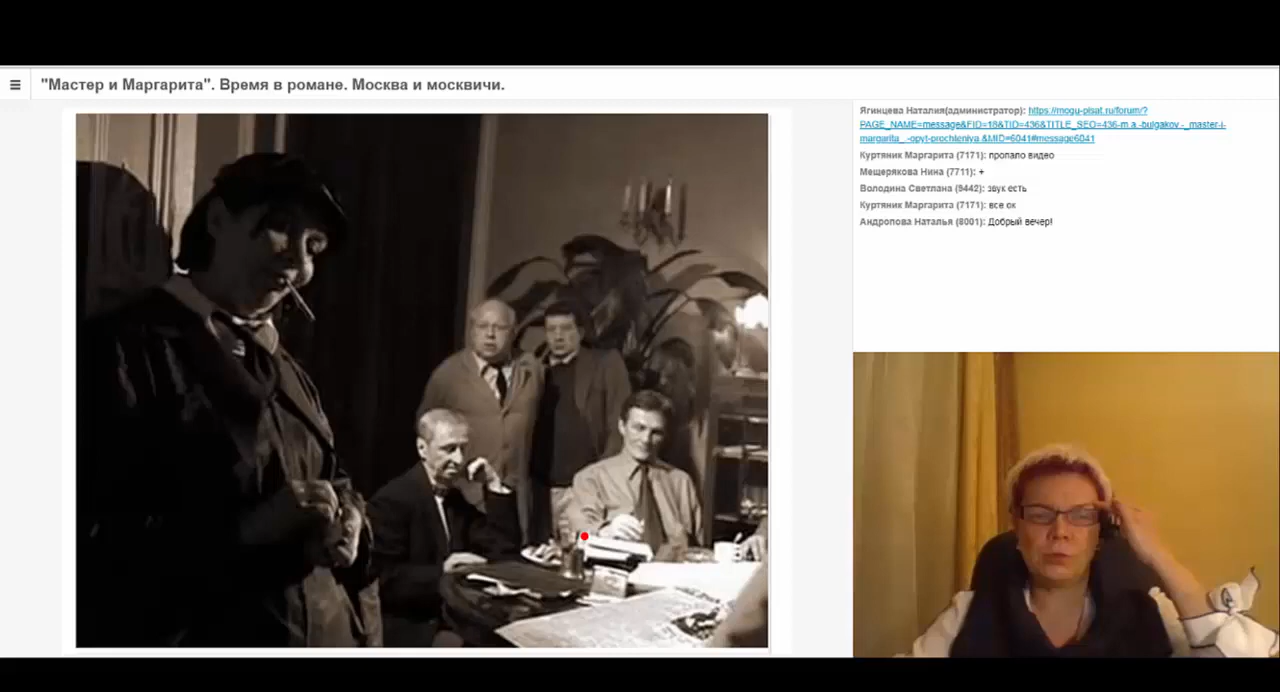 "Мастер и Маргарита". Время в романе. Москва и москвичи.
Ягинцева Наталия(администратор): https://mogu-pisat.ru/forum/?
PAGE_NAME=message&FID=18&TID=436&TITLE_SEO=436-m.a.-bulgakov.-_master-i-
margarita_.-opyt-prochteniya.&MID=6041#message6041
Куртяник Маргарита (7171): пропало видео
Мещерякова Нина (7711): +
Володина Светлана (9442): звук есть
Куртяник Маргарита (7171): все ок
Андропова Наталья (8001): Добрый вечер!